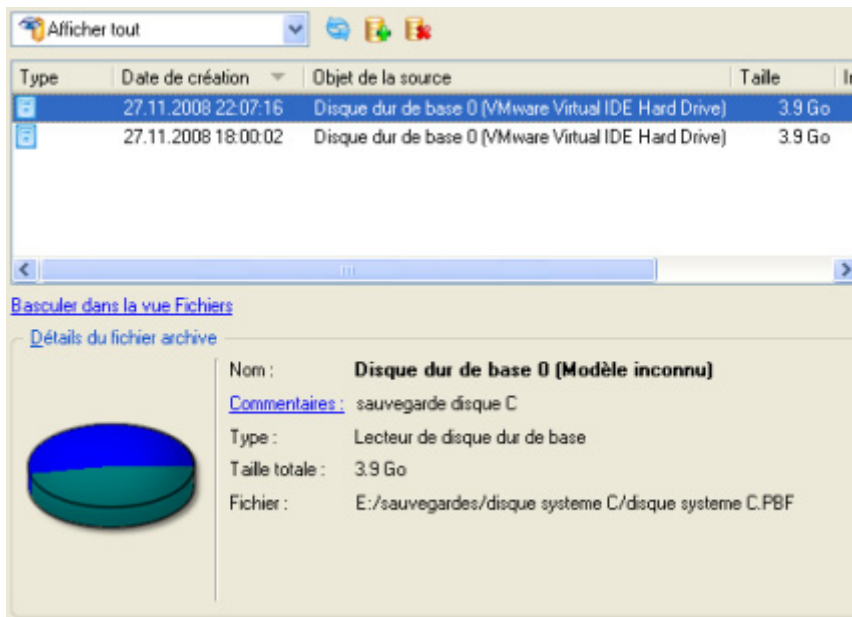 Afficher tout
Type Date de création Objet de la source Taille
27.11.2008 22:07:16 Disque dur de base 0 (VMware Virtual IDE Hard Drive) 3.9 Go
27.11.2008 18:00:02 Disque dur de base 0 (VMware Virtual IDE Hard Drive) 3.9 Go
Basculer dans la vue Fichiers
Détails du fichier archive
Nom : Disque dur de base 0 (Modèle inconnu)
Commentaires : sauvegarde disque C
Type : Lecteur de disque dur de base
Taille totale : 3.9 Go
Fichier : E:/sauvegardes/disque systeme C/disque systeme C.PBF